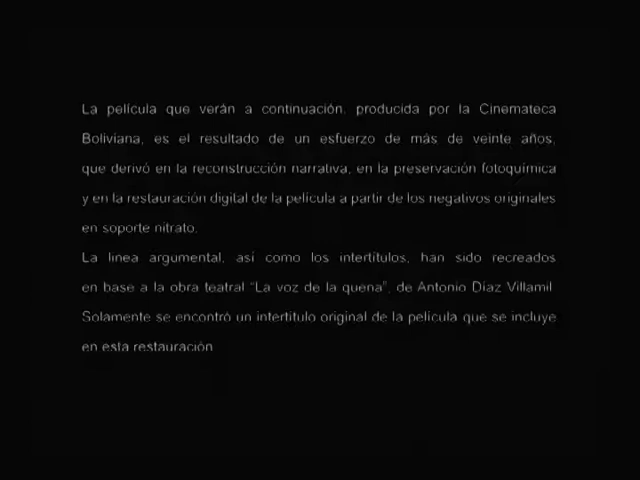 La película que verán a continuación, producida por la Cinemateca
Boliviana, es el resultado de un esfuerzo de más de veinte años,
que derivó en la reconstrucción narrativa, en la preservación fotoquímica
y en la restauración digital de la película a partir de los negativos originales
en soporte nitrato.
La linea argumental, así como los intertítulos, han sido recreados
en base a la obra teatral "La voz de la quena", de Antonio Díaz Villamil
Solamente se encontró un intertítulo original de la película que se incluye
en esta restauración